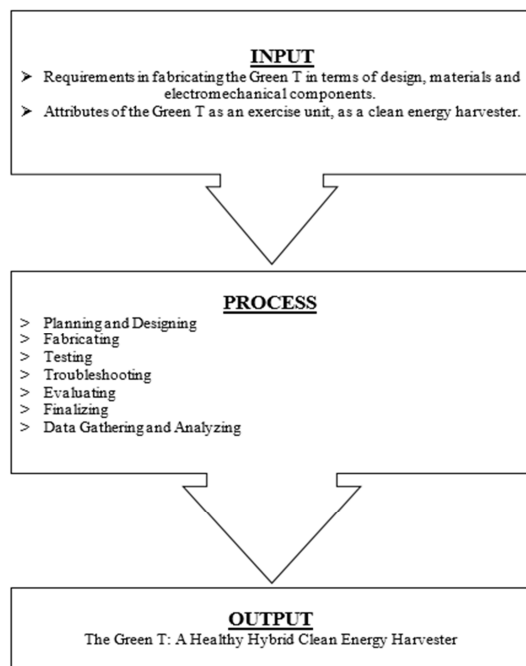 INPUT
➤ Requirements in fabricating the Green T in terms of design, materials and
electromechanical components.
➤ Attributes of the Green T as an exercise unit, as a clean energy harvester.
PROCESS
> Planning and Designing
> Fabricating
> Testing
> Troubleshooting
> Evaluating
> Finalizing
> Data Gathering and Analyzing
OUTPUT
The Green T: A Healthy Hybrid Clean Energy Harvester